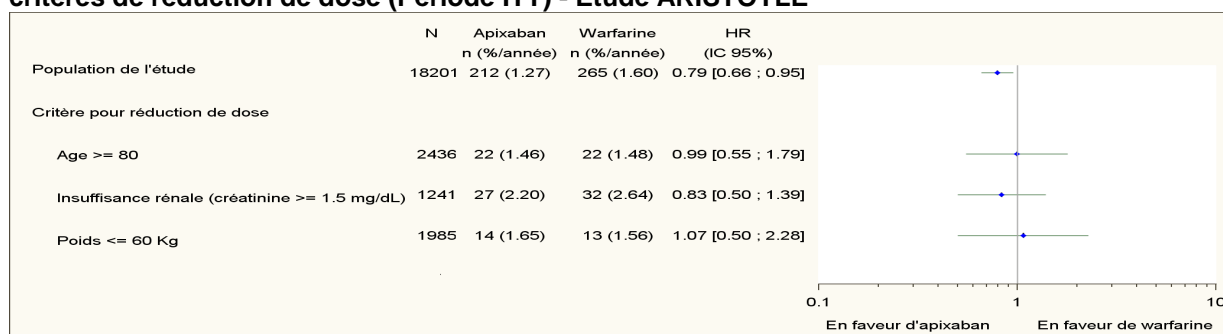 critères de réduction de dose (Période ITT) - Etude ARISTOTLE
N Apixaban Warfarine HR
n (%/année) n (%/année) (IC 95%)
Population de l'étude 18201 212 (1.27) 265 (1.60) 0.79 [0.66 ; 0.95]
Critère pour réduction de dose
Age >= 80 2436 22 (1.46) 22 (1.48) 0.99 [0.55 ; 1.79]
Insuffisance rénale (créatinine >= 1.5 mg/dL) 1241 27 (2.20) 32 (2.64) 0.83 [0.50 ; 1.39]
Poids <= 60 Kg 1985 14 (1.65) 13 (1.56) 1.07 [0.50 ; 2.28]
0.1 1 10
En faveur d'apixaban En faveur de warfarine